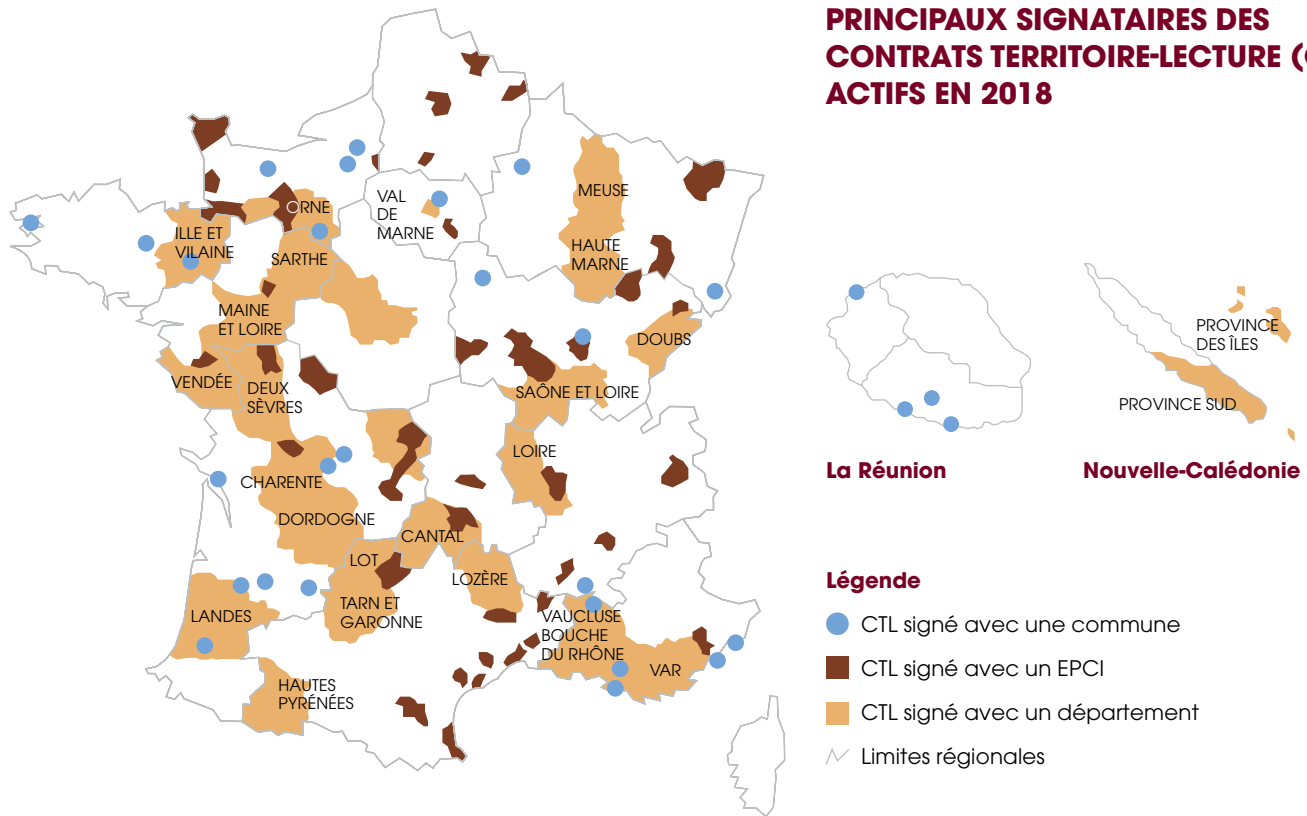 PRINCIPAUX SIGNATAIRES DES
CONTRATS TERRITOIRE-LECTURE (
ACTIFS EN 2018
MEUSE
HAUTE
MARNE
VAL
DE
MARNE
ORNE
ILLE ET
VILAINE
SARTHE
MAINE
ET LOIRE
DOUBS
VENDÉE
DEUX
SÈVRES
SAÔNE ET LOIRE
LOIRE
CHARENTE
DORDOGNE
CANTAL
LOT
LOZÈRE
TARN ET
GARONNE
LANDES
VAUCLUSE
BOUCHE
DU RHÔNE
VAR
HAUTES
PYRÉNÉES
PROVINCE
DES ÎLES
PROVINCE SUD
La Réunion
Nouvelle-Calédonie
Légende
CTL signé avec une commune
CTL signé avec un EPCI
CTL signé avec un département
Limites régionales